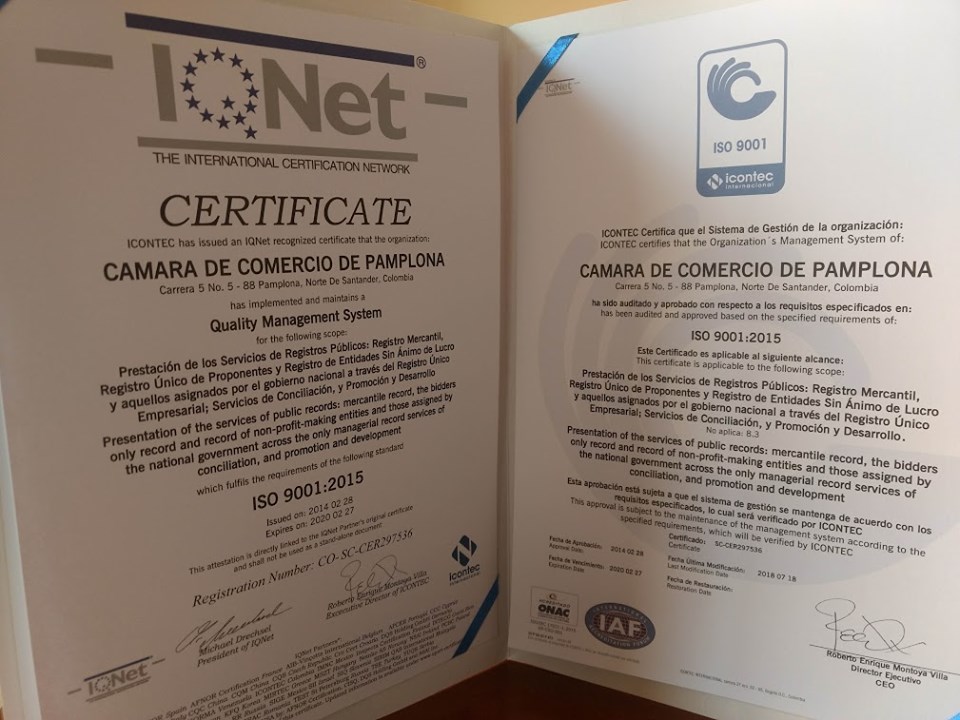 IQNet ®
THE INTERNATIONAL CERTIFICATION NETWORK
CERTIFICATE
ICONTEC has issued an IQNet recognized certificate that the organization:
CAMARA DE COMERCIO DE PAMPLONA
Carrera 5 No. 5 - 88 Pamplona, Norte De Santander, Colombia
has implemented and maintains a
Quality Management System
for the following scope:
Prestación de los Servicios de Registros Públicos: Registro Mercantil,
Registro Único de Proponentes y Registro de Entidades Sin Ánimo de Lucro
y aquellos asignados por el gobierno nacional a través del Registro Único
Empresarial; Servicios de Conciliación, y Promoción y Desarrollo
Presentation of the services of public records: mercantile record, the bidders
only record and record of non-profit-making entities and those assigned by
the national government across the only managerial record services of
conciliation, and promotion and development
which fulfils the requirements of the following standard
ISO 9001:2015
Issued on: 2014 02 28
Expires on: 2020 02 27
This attestation is directly linked to the IQNet Partner's original certificate
and shall not be used as a stand-alone document
Registration Number: CO-SC-CER297536
Michael Drechsel
President of IQNet
Roberto Enrique Montoya Villa
Executive Director of ICONTEC
icontec
internacional
IQNet
IQNet
ISO 9001
icontec
internacional
ICONTEC Certifica que el Sistema de Gestión de la organización:
ICONTEC certifies that the Organization´s Management System of:
CAMARA DE COMERCIO DE PAMPLONA
Carrera 5 No. 5 - 88 Pamplona, Norte De Santander, Colombia
ha sido auditado y aprobado con respecto a los requisitos especificados en:
has been audited and approved based on the specified requirements of:
ISO 9001:2015
Este Certificado es aplicable al siguiente alcance:
This certificate is applicable to the following scope:
Prestación de los Servicios de Registros Públicos: Registro Mercantil,
Registro Único de Proponentes y Registro de Entidades Sin Ánimo de Lucro
y aquellos asignados por el gobierno nacional a través del Registro Único
Empresarial; Servicios de Conciliación, y Promoción y Desarrollo.
No aplica: 8.3
Presentation of the services of public records: mercantile record, the bidders
only record and record of non-profit-making entities and those assigned by
the national government across the only managerial record services of
conciliation, and promotion and development
Esta aprobación está sujeta a que el sistema de gestión se mantenga de acuerdo con los
requisitos especificados, lo cual será verificado por ICONTEC
This approval is subject to the maintenance of the management system according to the
specified requirements, which will be verified by ICONTEC
Fecha de Aprobación: 2014 02 28
Approval Date:
Certificado: SC-CER297536
Certificate
Fecha de Vencimiento: 2020 02 27
Expiration Date
Fecha Última Modificación: 2018 07 18
Last Modification Date
Fecha de Restauración:
Restoration Date
ONAC
IAF
Roberto Enrique Montoya Villa
Director Ejecutivo
CEO